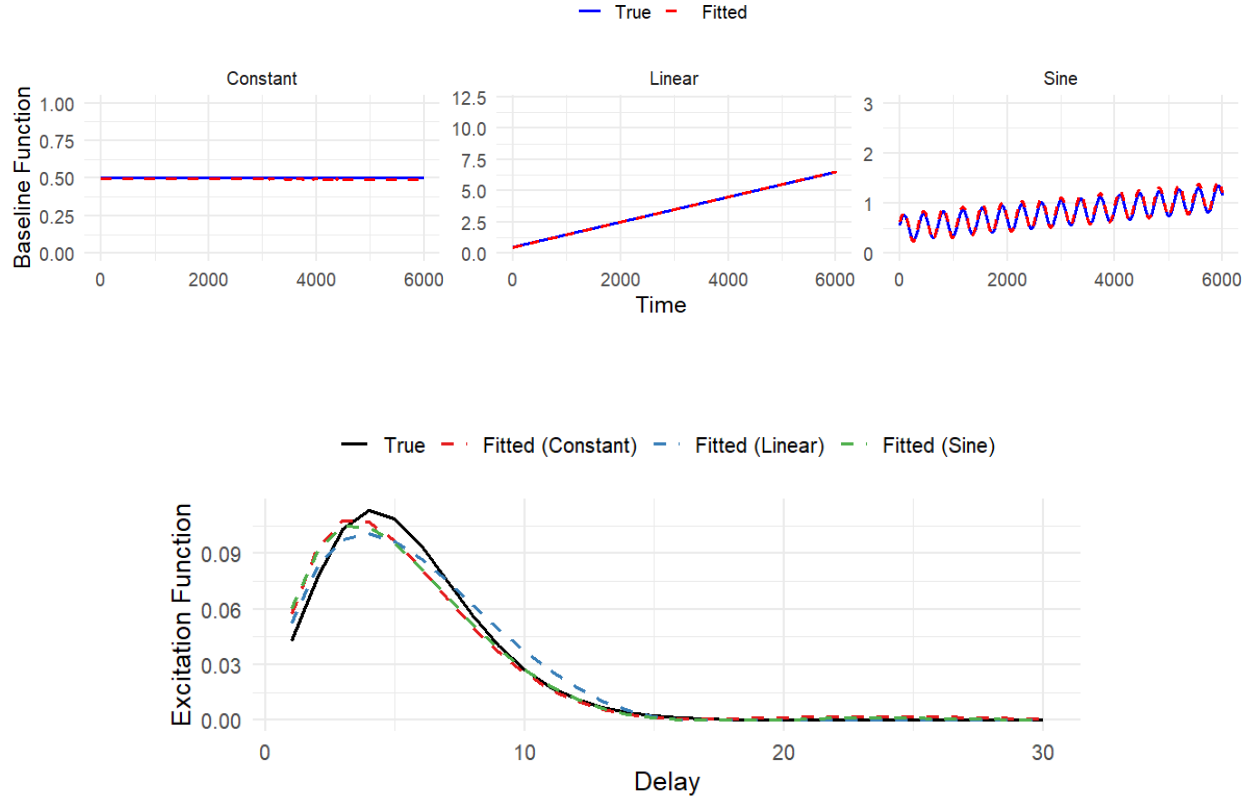 True Fitted
Constant Linear Sine
Baseline Function
1.00
0.75
0.50
0.25
0.00
0 2000 4000 6000
12.5
10.0
7.5
5.0
2.5
0.0
0 2000 4000 6000
3
2
1
0
0 2000 4000 6000
Time
True Fitted (Constant) Fitted (Linear) Fitted (Sine)
Excitation Function
0.09
0.06
0.03
0.00
0 10 20 30
Delay